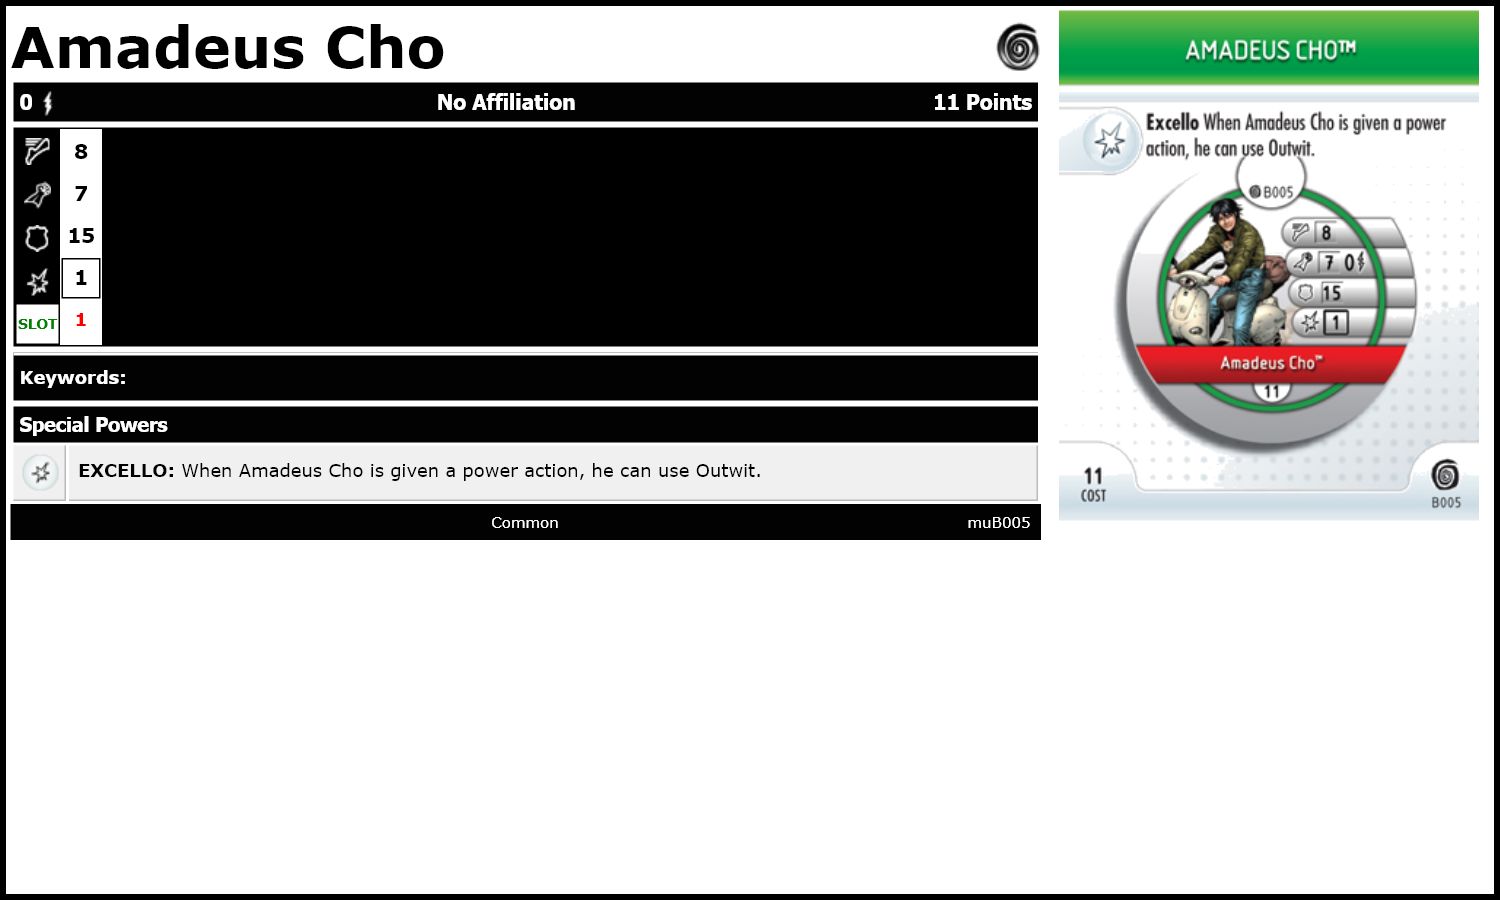 Amadeus Cho
0 No Affiliation 11 Points
8
7
15
1
SLOT 1
Keywords:
Special Powers
EXCELLO: When Amadeus Cho is given a power action, he can use Outwit.
Common muB005
AMADEUS CHO™
Excello When Amadeus Cho is given a power
action, he can use Outwit.
B005
8
7 0
15
1
Amadeus Cho™
11
11
COST
B005